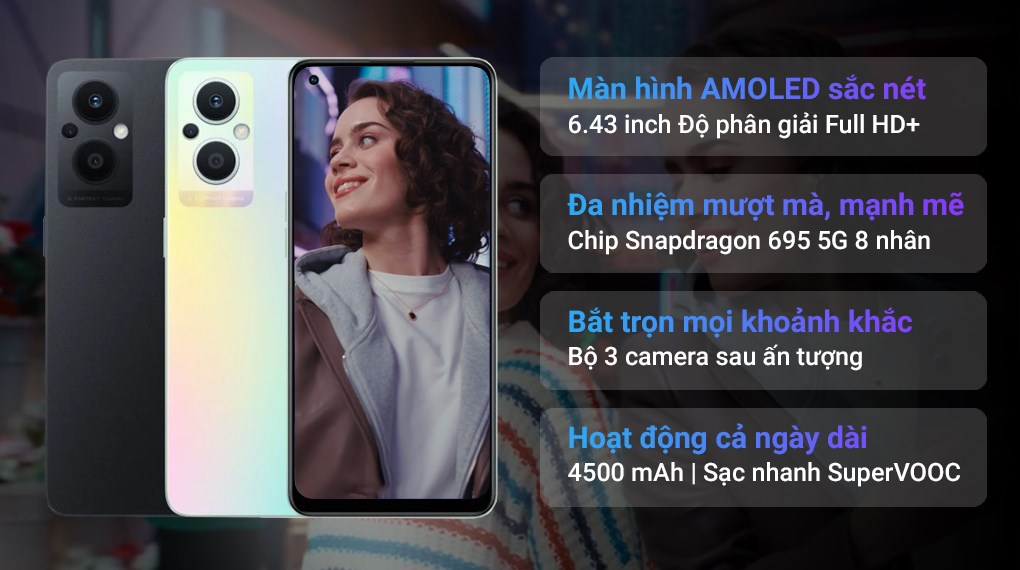 Màn hình AMOLED sắc nét
6.43 inch Độ phân giải Full HD+
Đa nhiệm mượt mà, mạnh mẽ
Chip Snapdragon 695 5G 8 nhân
Bắt trọn mọi khoảnh khắc
Bộ 3 camera sau ấn tượng
Hoạt động cả ngày dài
4500 mAh | Sạc nhanh SuperVOOC